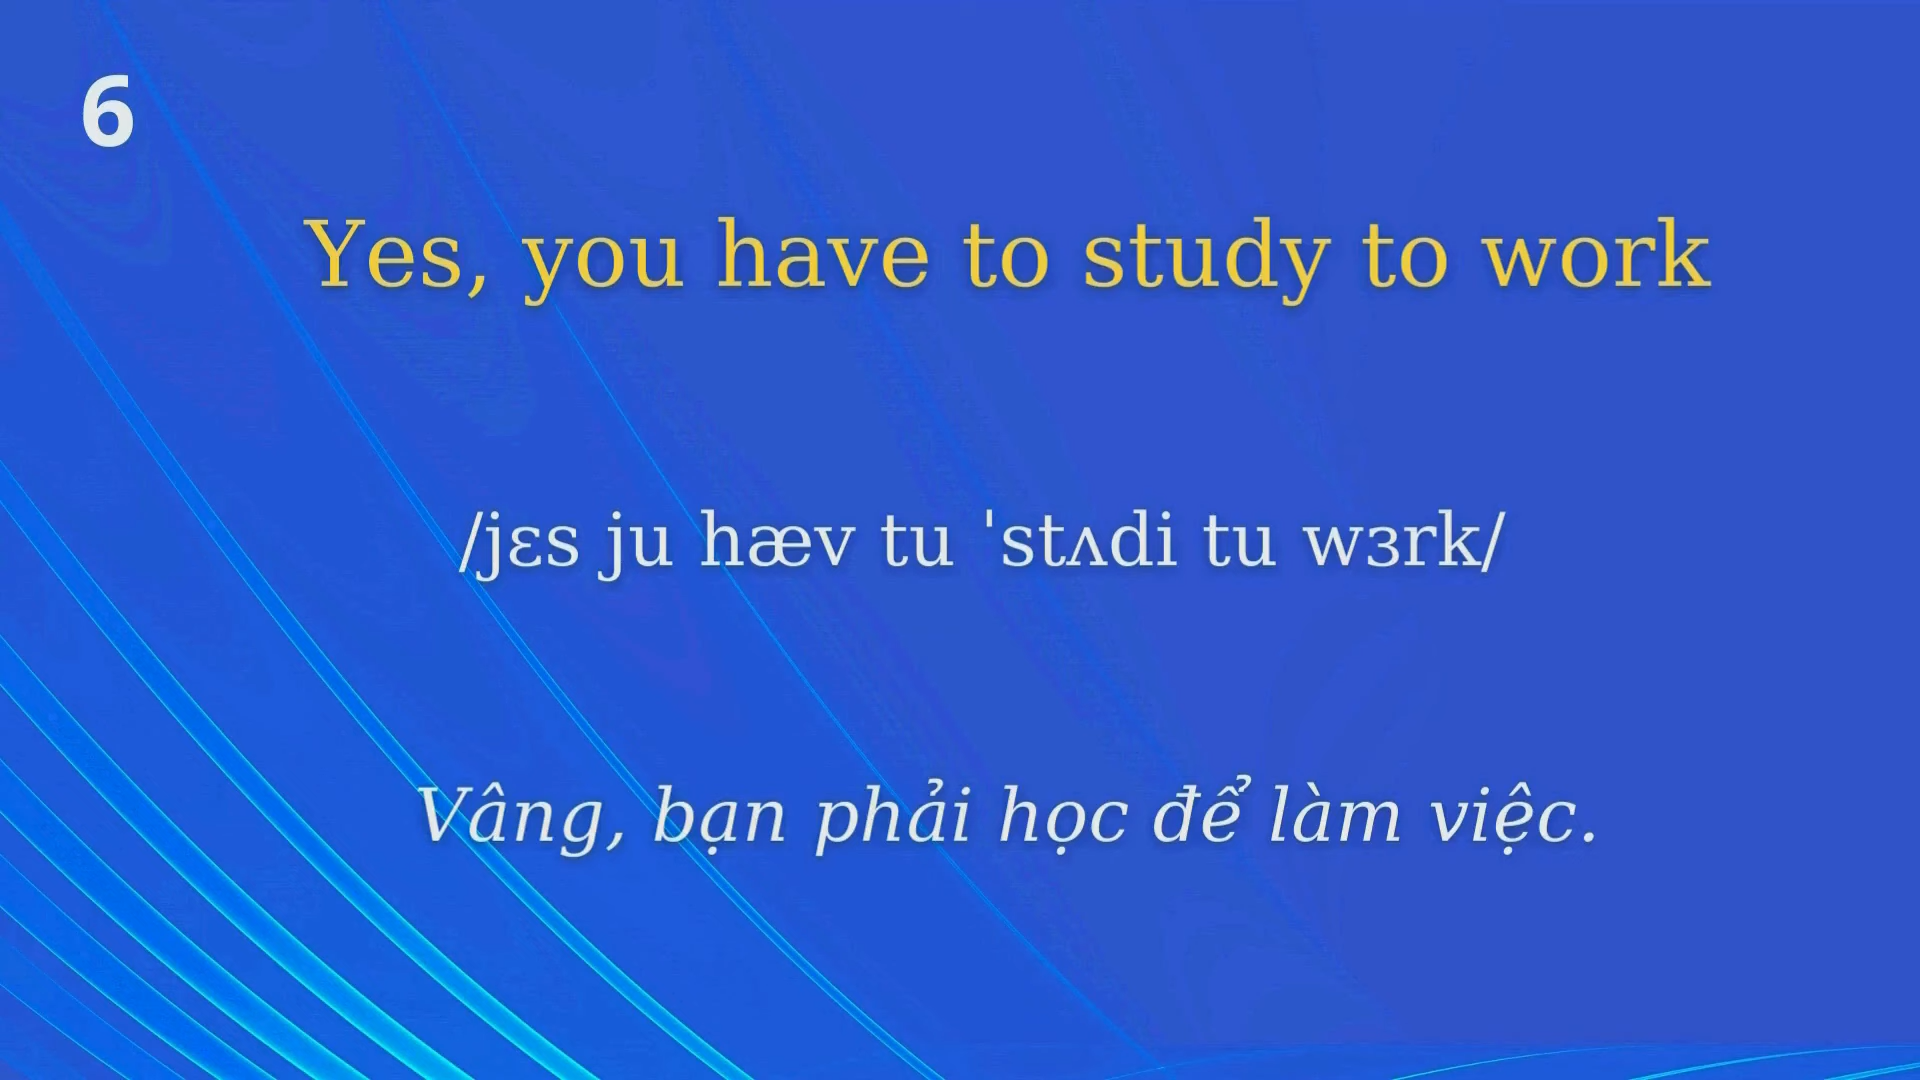 6
Yes, you have to study to work
/jɛs ju hæv tu ˈstʌdi tu wɜrk/
Vâng, bạn phải học để làm việc.